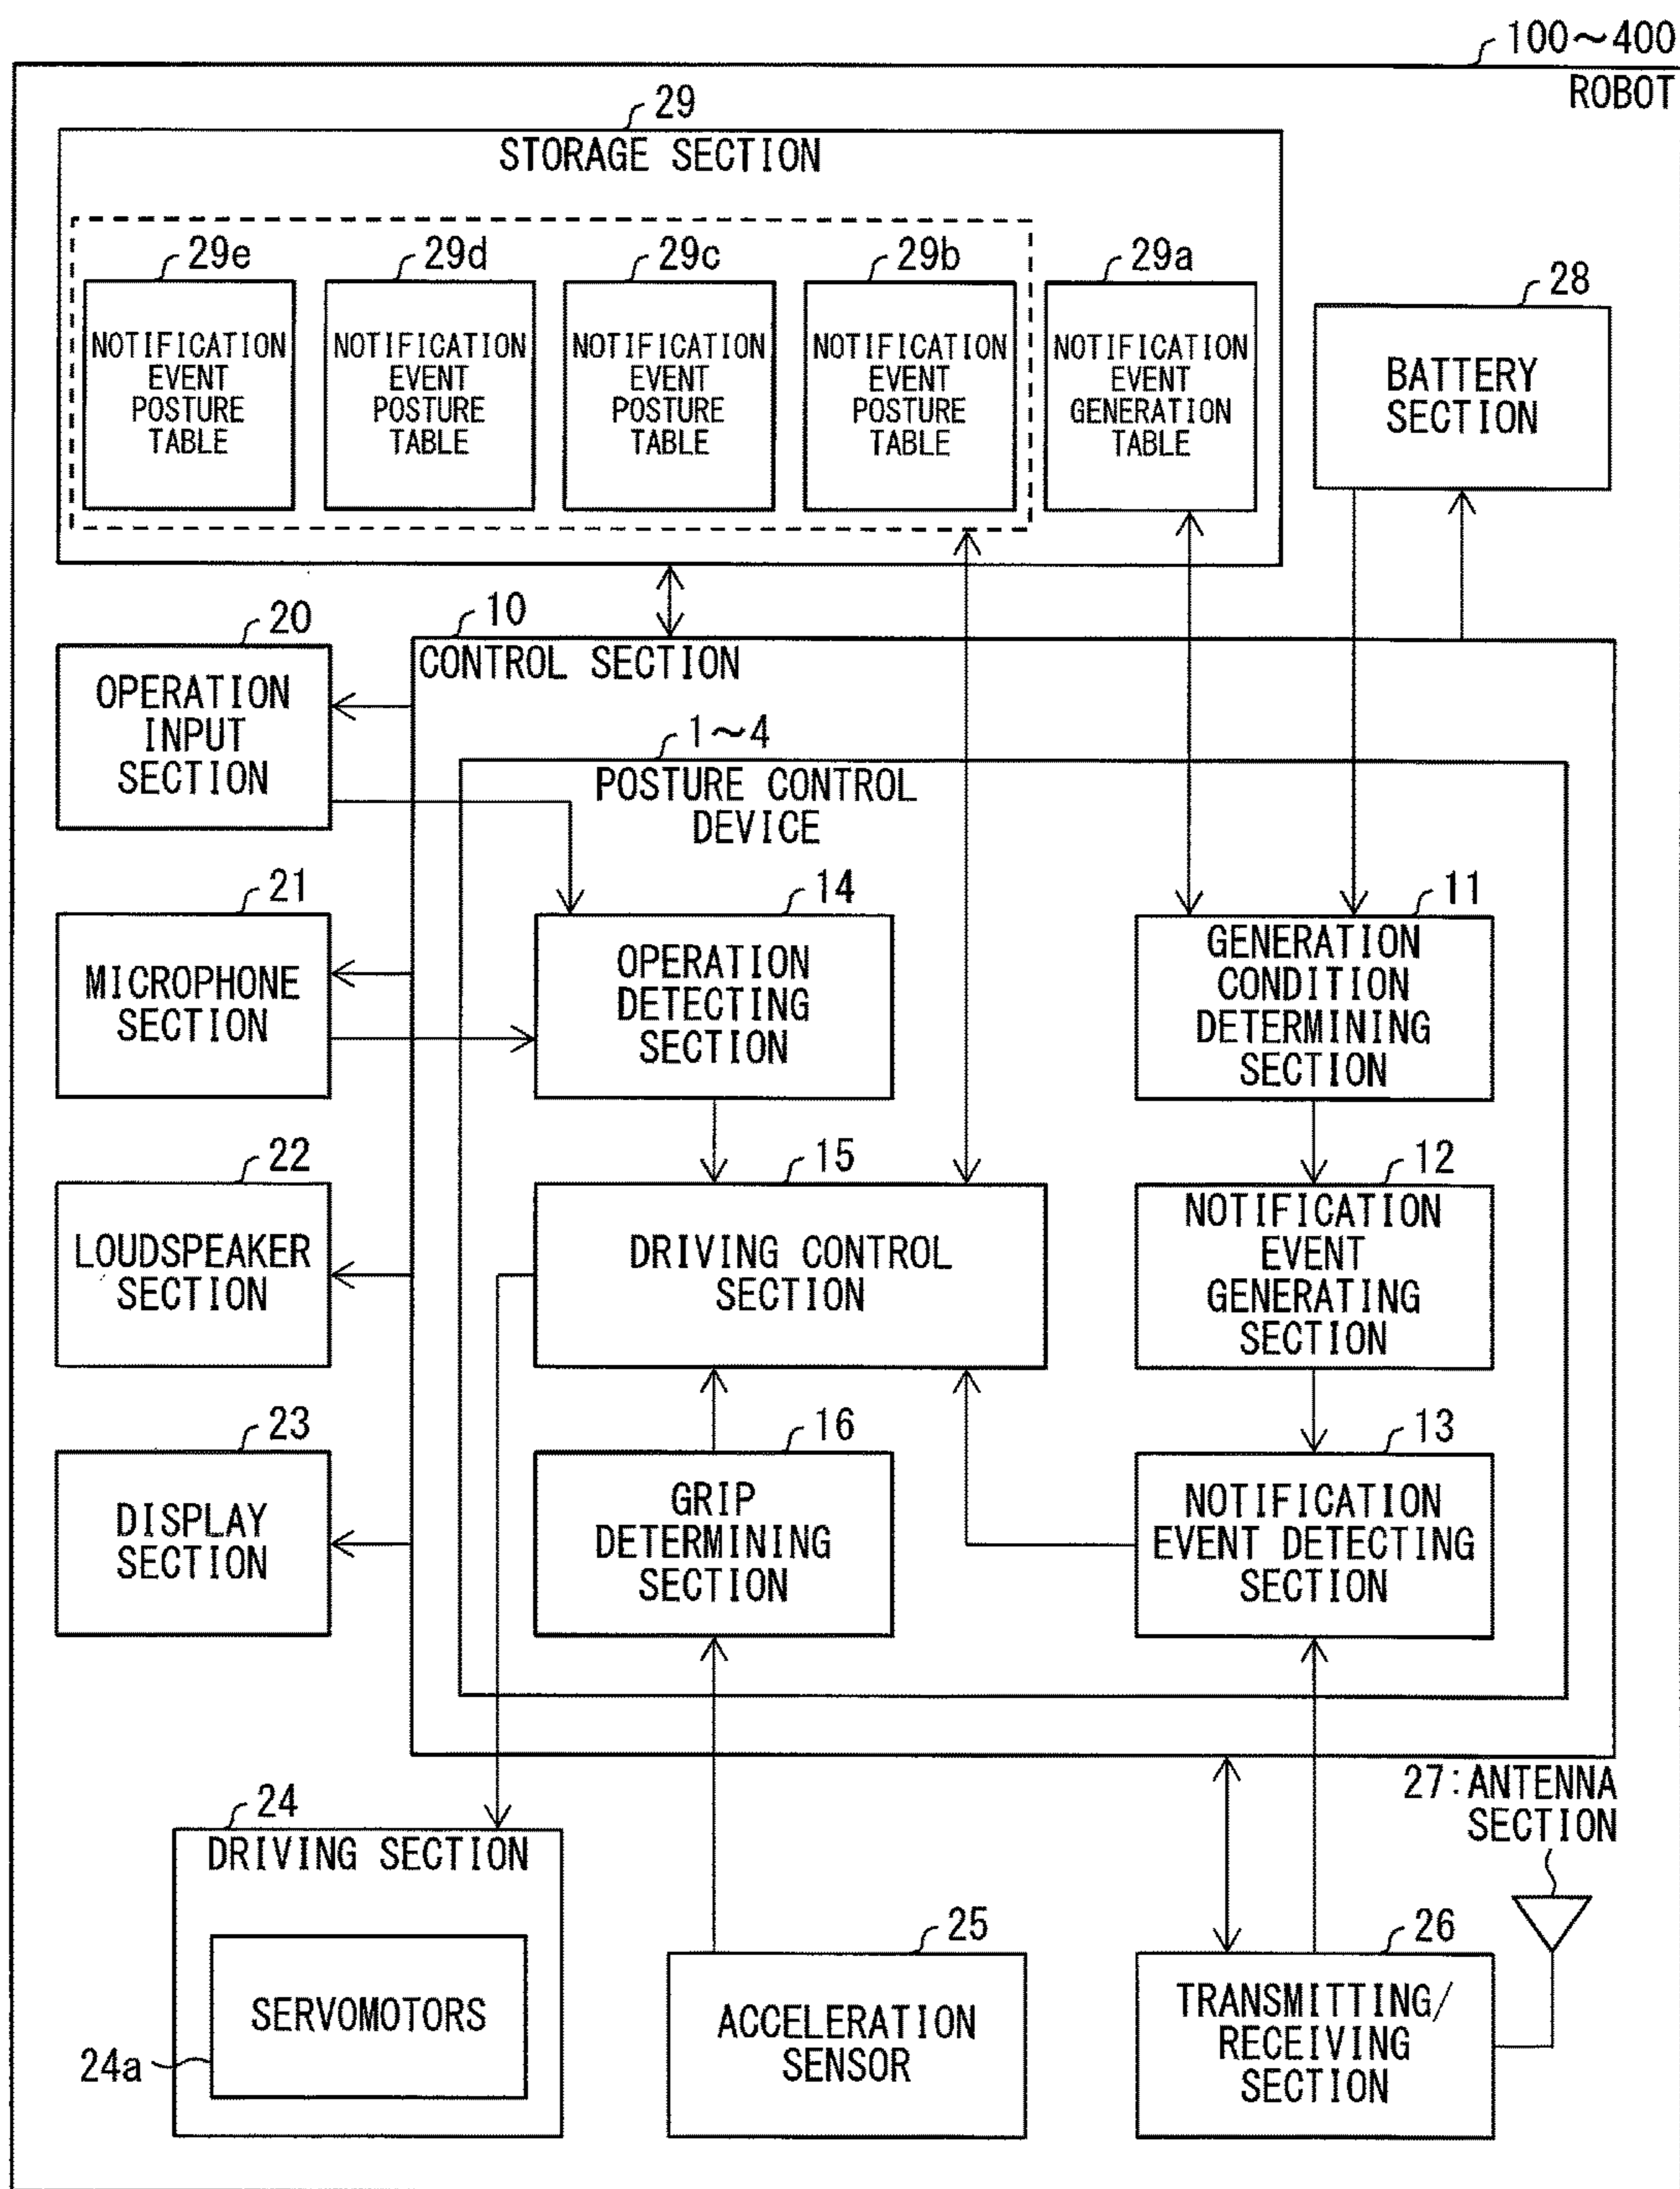 100~400
ROBOT
29
STORAGE SECTION
29e
NOTIFICATION
EVENT
POSTURE
TABLE
29d
NOTIFICATION
EVENT
POSTURE
TABLE
29c
NOTIFICATION
EVENT
POSTURE
TABLE
29b
NOTIFICATION
EVENT
POSTURE
TABLE
29a
NOTIFICATION
EVENT
GENERATION
TABLE
28
BATTERY
SECTION
10
CONTROL SECTION
20
OPERATION
INPUT
SECTION
1~4
POSTURE CONTROL
DEVICE
21
MICROPHONE
SECTION
14
OPERATION
DETECTING
SECTION
11
GENERATION
CONDITION
DETERMINING
SECTION
22
LOUDSPEAKER
SECTION
15
DRIVING CONTROL
SECTION
12
NOTIFICATION
EVENT
GENERATING
SECTION
23
DISPLAY
SECTION
16
GRIP
DETERMINING
SECTION
13
NOTIFICATION
EVENT DETECTING
SECTION
27:ANTENNA
SECTION
24
DRIVING SECTION
SERVOMOTORS
24a
25
ACCELERATION
SENSOR
26
TRANSMITTING/
RECEIVING
SECTION